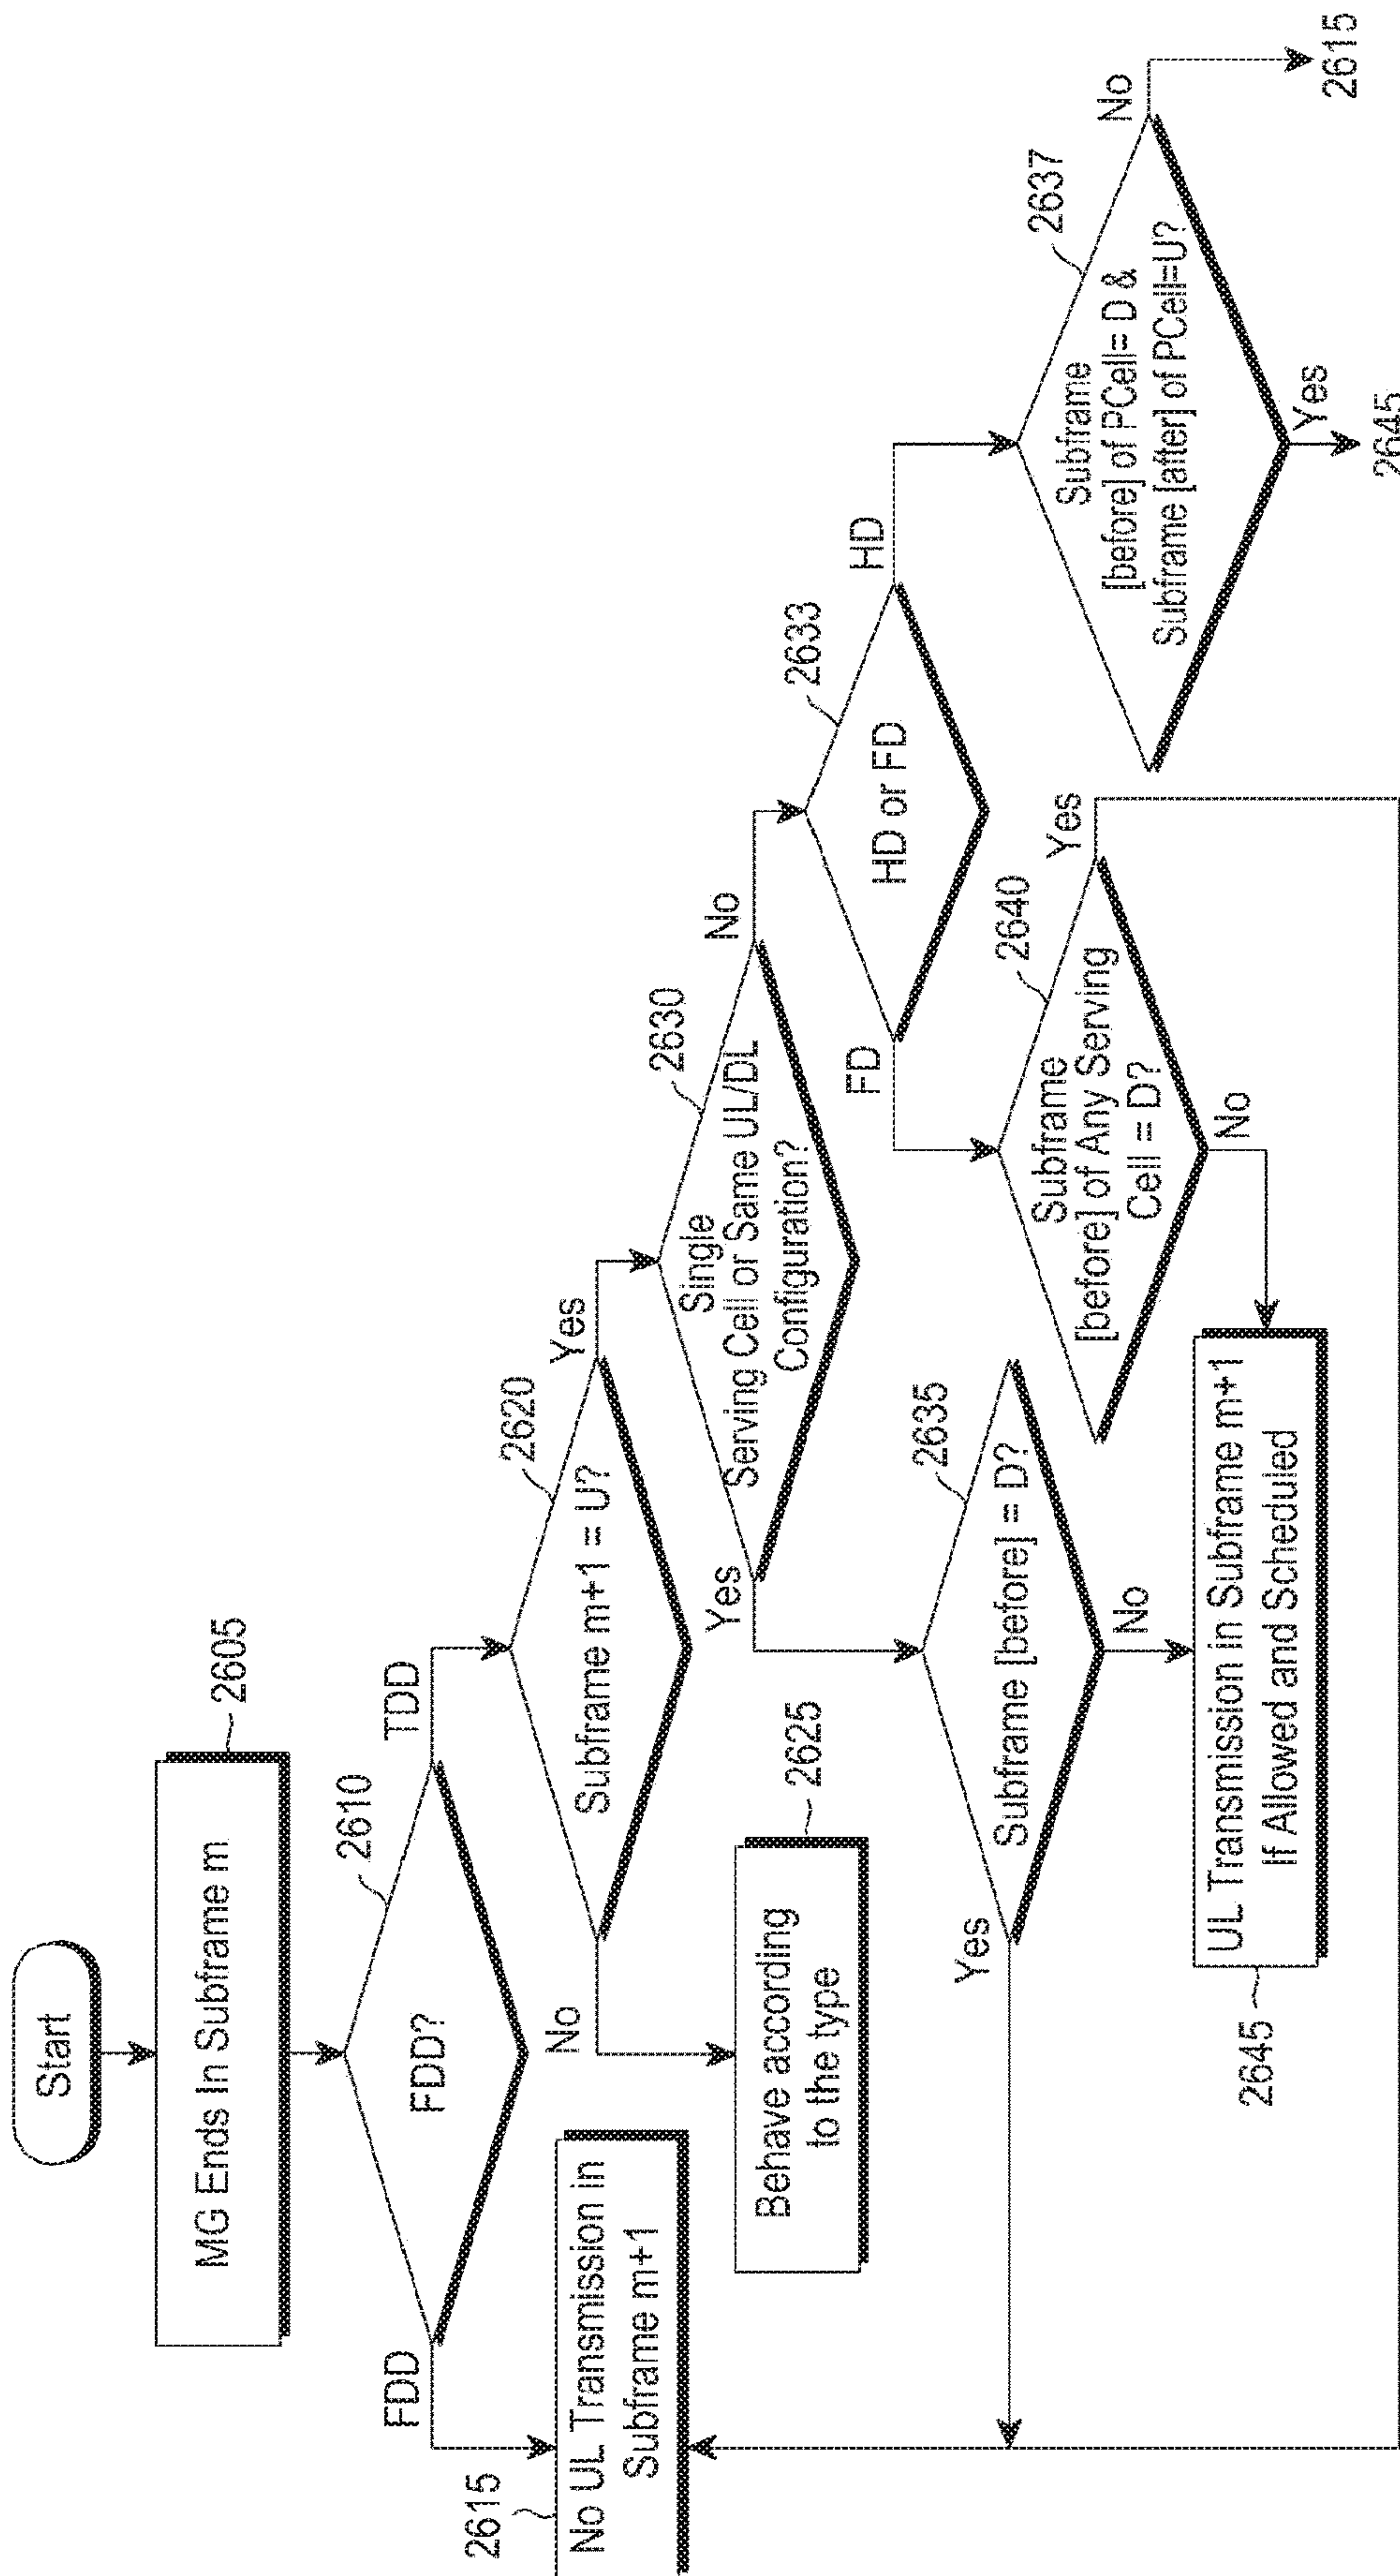 Start
MG Ends In Subframe m
2605
FDD?
2610
FDD
TDD
2615
No UL Transmission in
Subframe m+1
Subframe m+1 = U?
2620
No
Yes
Behave according
to the type
2625
Single
Serving Cell or Same UL/DL
Configuration?
2630
Yes
No
HD or FD
2633
FD
HD
Subframe [before] = D?
2635
Yes
No
Subframe
[before] of Any Serving
Cell = D?
2640
Yes
No
Subframe
[before] of PCell= D &
Subframe [after] of PCell=U?
2637
No
2615
Yes
2645
2645
UL Transmission in Subframe m+1
If Allowed and Scheduled